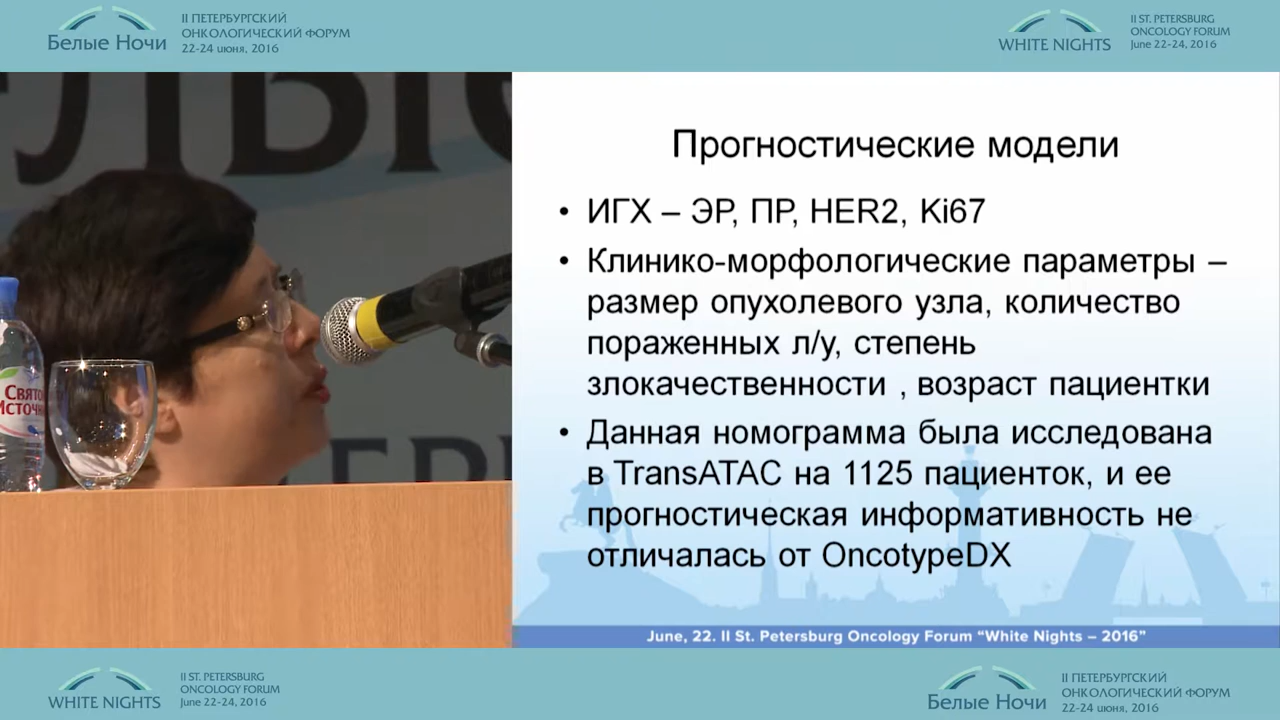 Белые Ночи
II ПЕТЕРБУРГСКИЙ
ОНКОЛОГИЧЕСКИЙ ФОРУМ
22-24 июня, 2016
WHITE NIGHTS
II ST. PETERSBURG
ONCOLOGY FORUM
June 22-24, 2016
Прогностические модели
• ИГХ – ЭР, ПР, HER2, Ki67
• Клинико-морфологические параметры –
размер опухолевого узла, количество
пораженных л/у, степень
злокачественности , возраст пациентки
• Данная номограмма была исследована
в TransATAC на 1125 пациенток, и ее
прогностическая информативность не
отличалась от OncotypeDX
June, 22. II St. Petersburg Oncology Forum “White Nights – 2016”
WHITE NIGHTS
II ST. PETERSBURG
ONCOLOGY FORUM
June 22-24, 2016
Белые Ночи
II ПЕТЕРБУРГСКИЙ
ОНКОЛОГИЧЕСКИЙ ФОРУМ
22-24 июня, 2016